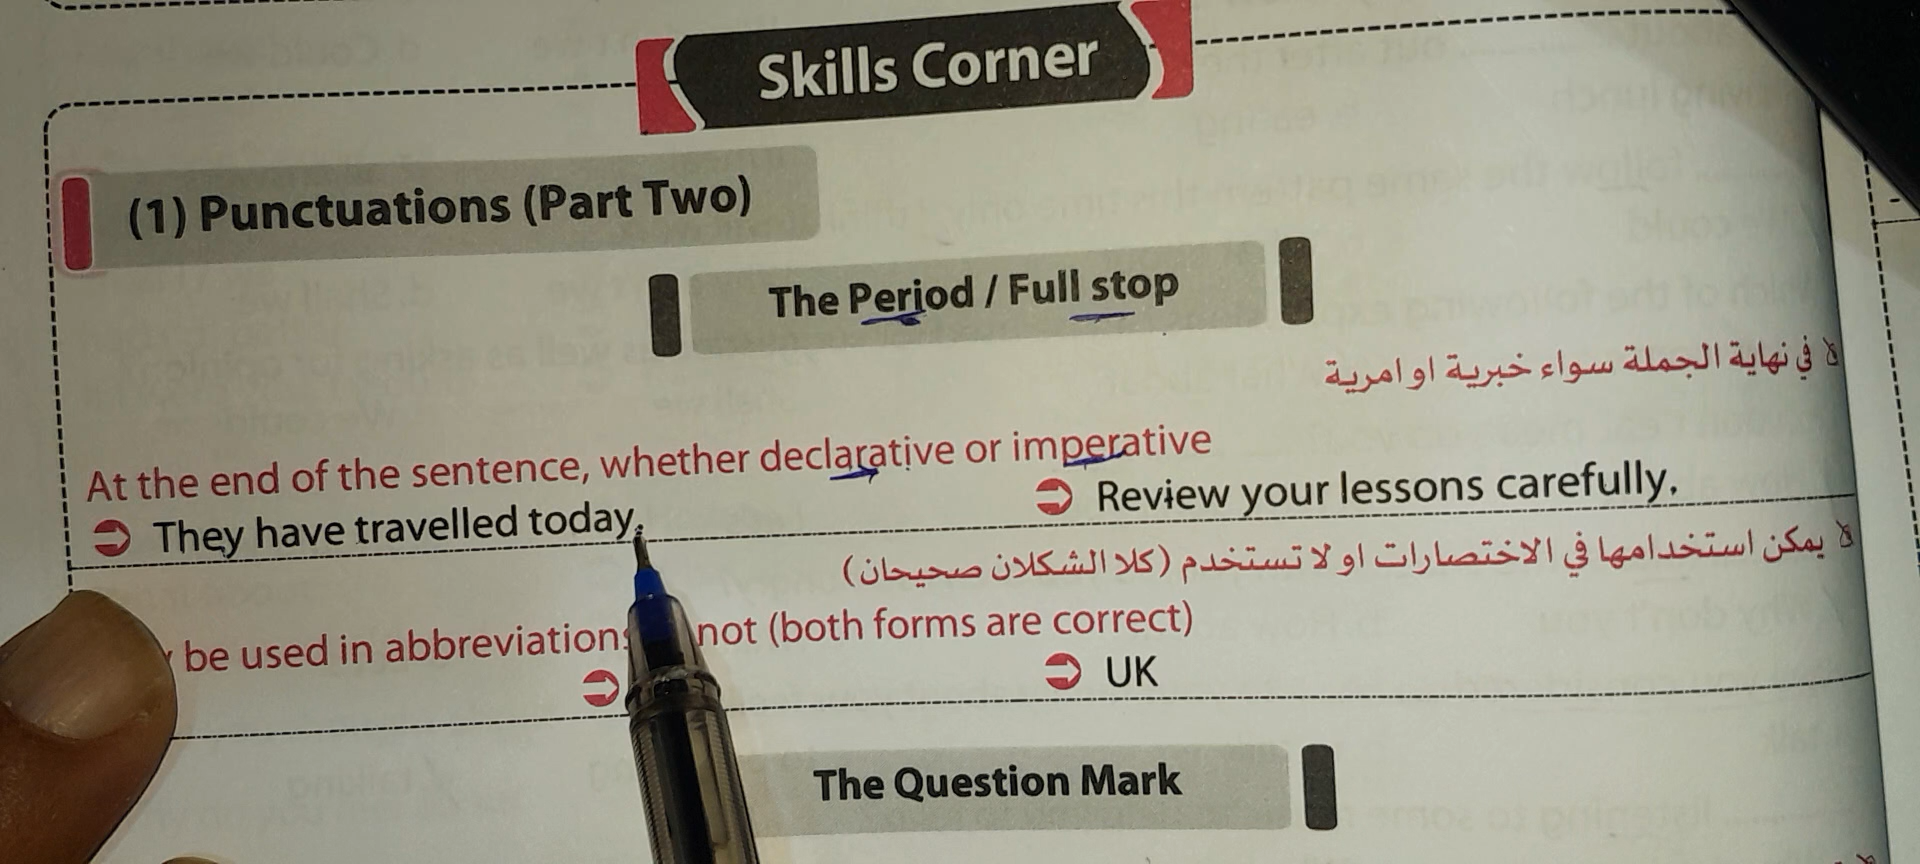 Skills Corner
(1) Punctuations (Part Two)
The Period / Full stop
في نهاية الجملة سواء خبرية او امرية
At the end of the sentence, whether declarative or imperative
They have travelled today.
Review your lessons carefully.
يمكن استخدامها في الاختصارات او لا تستخدم (كلا الشكلان صحيحان)
be used in abbreviations not (both forms are correct)
UK
The Question Mark